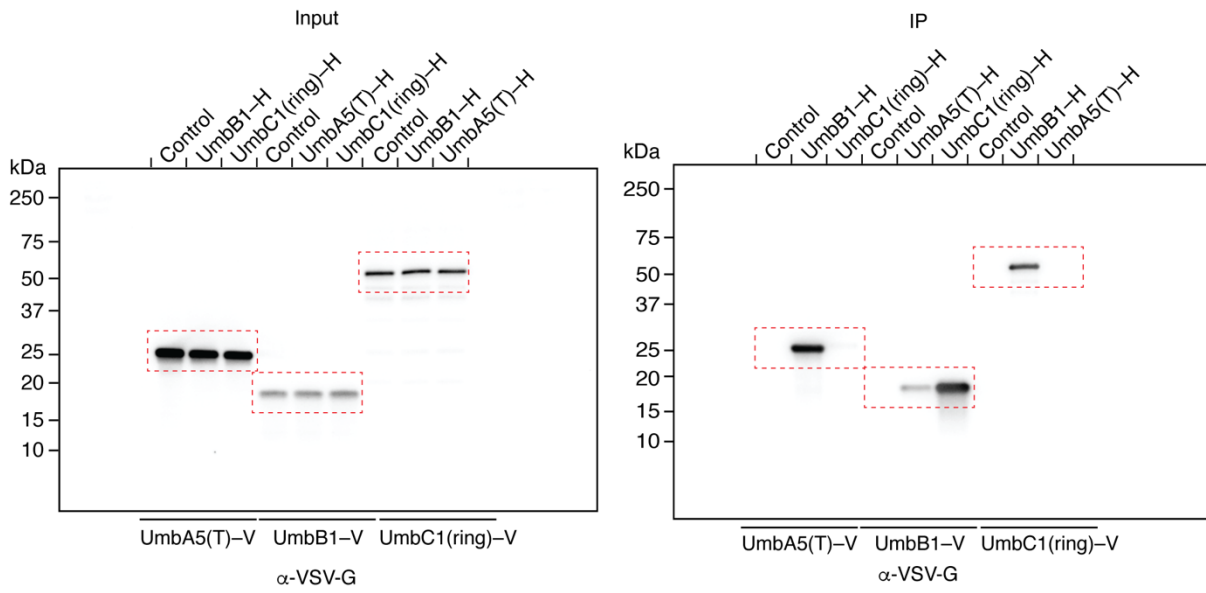 Input
Control
UmbB1–H
UmbC1(ring)–H
Control
UmbA5(T)–H
UmbC1(ring)–H
Control
UmbB1–H
UmbA5(T)–H
kDa
250
75
50
37
25
20
15
10
UmbA5(T)–V
UmbB1–V
UmbC1(ring)–V
α-VSV-G
IP
Control
UmbB1–H
UmbC1(ring)–H
Control
UmbA5(T)–H
UmbC1(ring)–H
Control
UmbB1–H
UmbA5(T)–H
kDa
250
75
50
37
25
20
15
10
UmbA5(T)–V
UmbB1–V
UmbC1(ring)–V
α-VSV-G